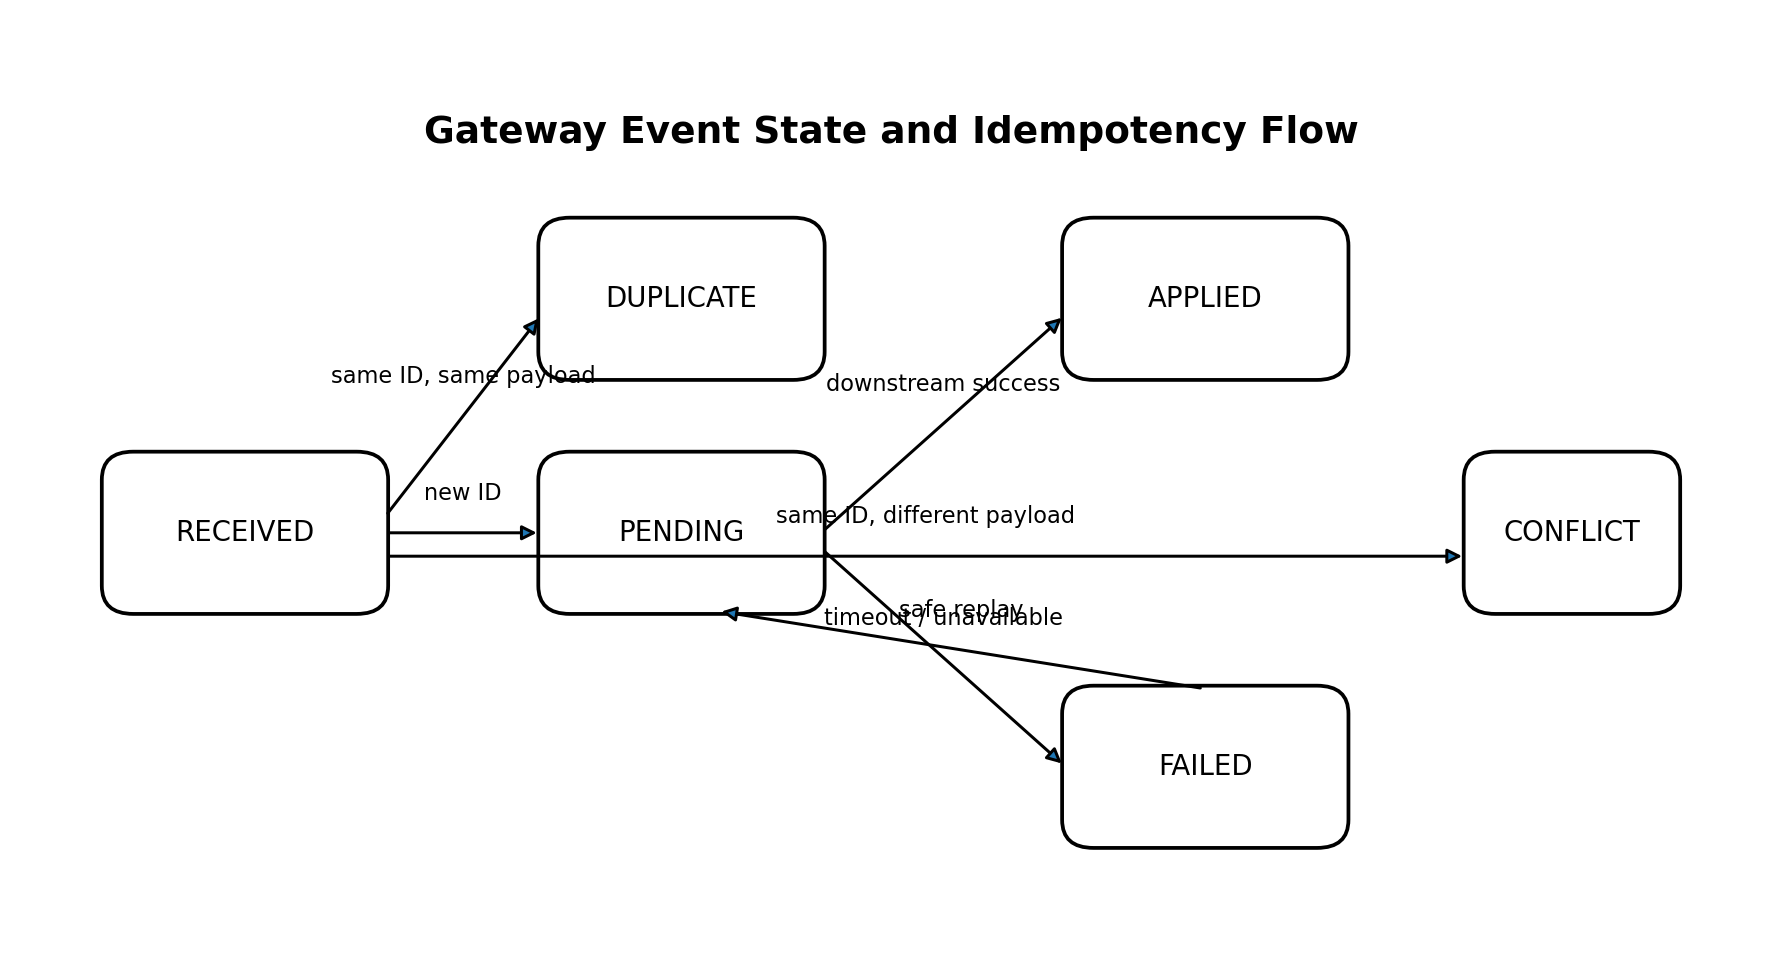 Gateway Event State and Idempotency Flow
DUPLICATE
APPLIED
same ID, same payload
downstream success
new ID
same ID, different payload
RECEIVED
PENDING
CONFLICT
safe replay
timeout / unavailable
FAILED